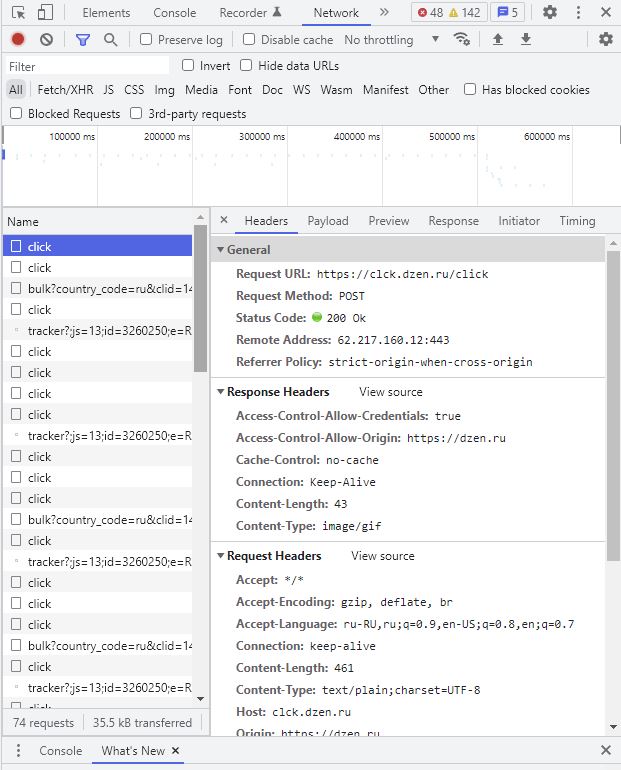 Elements Console Recorder Network 48 142 5
Preserve log Disable cache No throttling
Filter Invert Hide data URLs
All Fetch/XHR JS CSS Img Media Font Doc WS Wasm Manifest Other Has blocked cookies
Blocked Requests 3rd-party requests
100000 ms 200000 ms 300000 ms 400000 ms 500000 ms 600000 ms
Name
click
click
bulk?country_code=ru&clid=14
click
tracker?;js=13;id=3260250;e=R
click
click
click
click
tracker?;js=13;id=3260250;e=R
click
click
bulk?country_code=ru&clid=14
click
tracker?;js=13;id=3260250;e=R
click
click
click
bulk?country_code=ru&clid=14
click
tracker?;js=13;id=3260250;e=R
click
74 requests 35.5 kB transferred
Headers Payload Preview Response Initiator Timing
General
Request URL: https://clck.dzen.ru/click
Request Method: POST
Status Code: 200 Ok
Remote Address: 62.217.160.12:443
Referrer Policy: strict-origin-when-cross-origin
Response Headers View source
Access-Control-Allow-Credentials: true
Access-Control-Allow-Origin: https://dzen.ru
Cache-Control: no-cache
Connection: Keep-Alive
Content-Length: 43
Content-Type: image/gif
Request Headers View source
Accept: */*
Accept-Encoding: gzip, deflate, br
Accept-Language: ru-RU,ru;q=0.9,en-US;q=0.8,en;q=0.7
Connection: keep-alive
Content-Length: 461
Content-Type: text/plain;charset=UTF-8
Host: clck.dzen.ru
Origin: https://dzen.ru
Console What's New